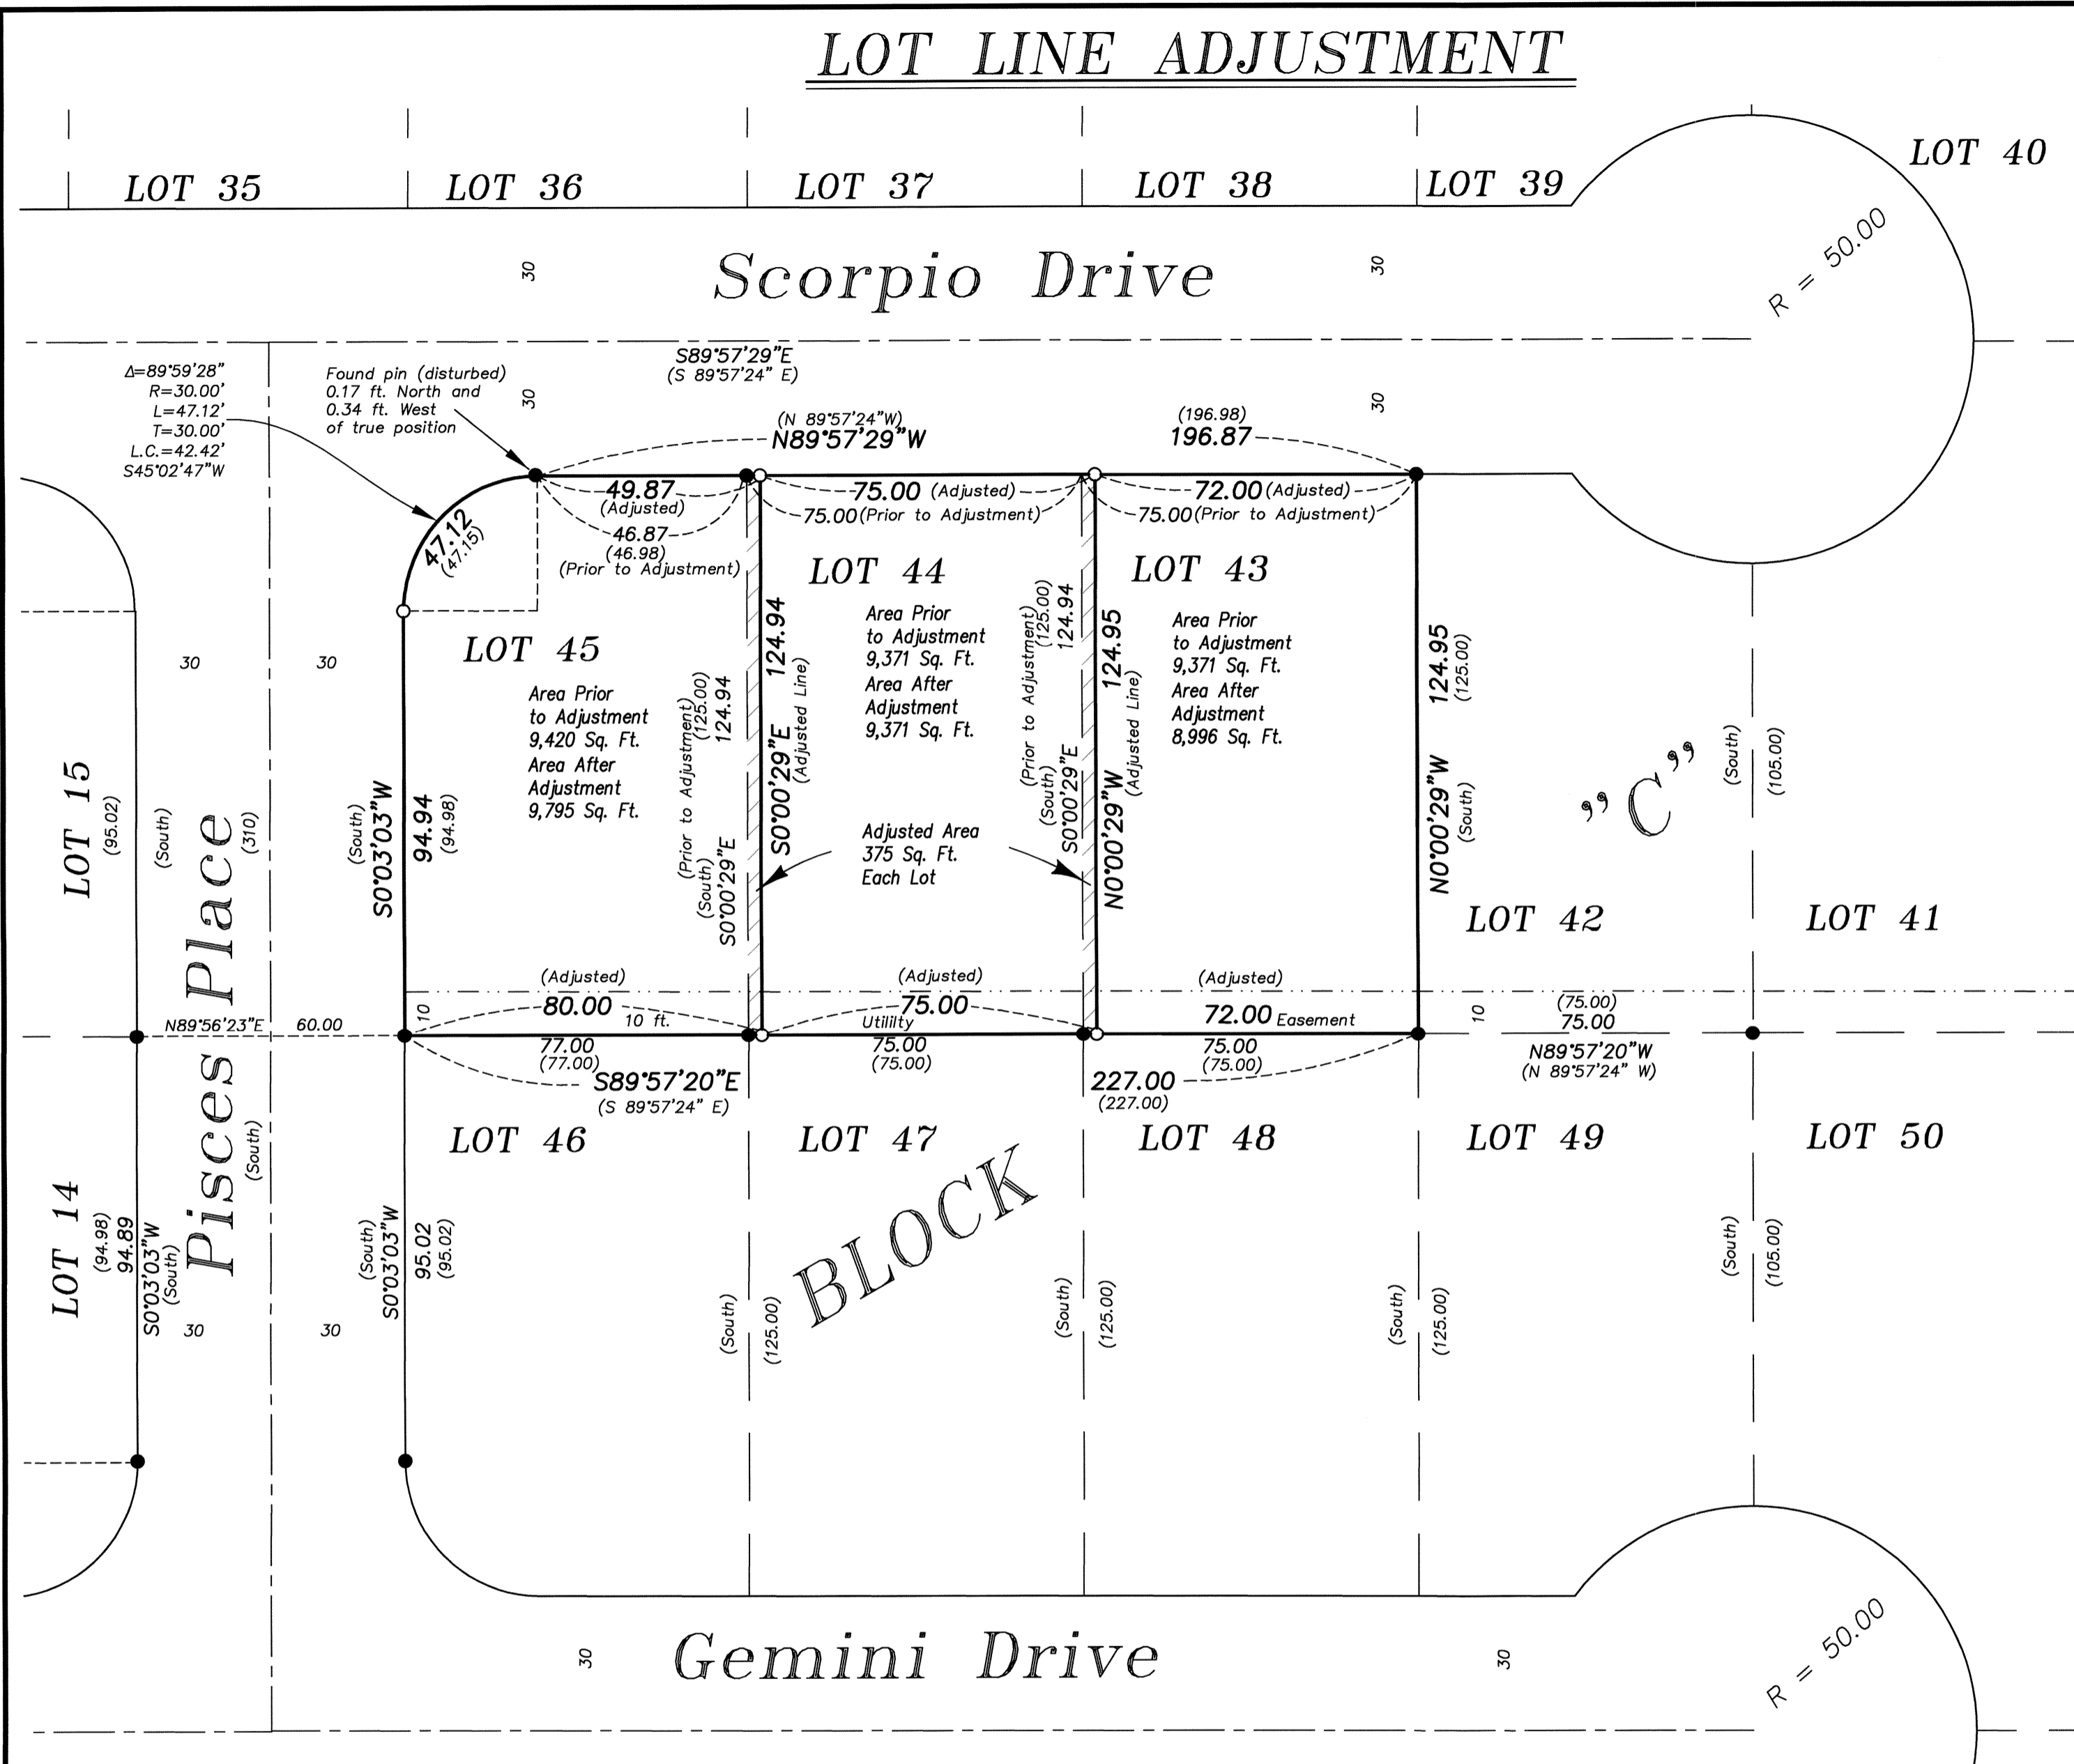 LOT LINE ADJUSTMENT
LOT 35
LOT 36
LOT 37
LOT 38
LOT 39
LOT 40
R = 50.00
30
Scorpio Drive
30
S89°57'29"E
(S 89°57'24" E)
Δ=89°59'28"
R=30.00'
L=47.12'
T=30.00'
L.C.=42.42'
S45°02'47"W
Found pin (disturbed)
0.17 ft. North and
0.34 ft. West
of true position
30
30
(N 89°57'24"W)
N89°57'29"W
(196.98)
196.87
49.87
(Adjusted)
46.87
(46.98)
(Prior to Adjustment)
75.00 (Adjusted)
75.00 (Prior to Adjustment)
72.00 (Adjusted)
75.00 (Prior to Adjustment)
47.12
(47.15)
LOT 45
Area Prior
to Adjustment
9,420 Sq. Ft.
Area After
Adjustment
9,795 Sq. Ft.
LOT 44
Area Prior
to Adjustment
9,371 Sq. Ft.
Area After
Adjustment
9,371 Sq. Ft.
LOT 43
Area Prior
to Adjustment
9,371 Sq. Ft.
Area After
Adjustment
8,996 Sq. Ft.
Adjusted Area
375 Sq. Ft.
Each Lot
(Prior to Adjustment)
(125.00)
124.94
(South)
S0°00'29"E
124.94
S0°00'29"E
(Adjusted Line)
(Prior to Adjustment)
(125.00)
124.94
(South)
S0°00'29"E
124.95
N0°00'29"W
(Adjusted Line)
124.95
(125.00)
N0°00'29"W
(South)
(South)
(105.00)
"C"
LOT 42
LOT 41
30
30
LOT 15
(95.02)
(South)
Pisces Place
(310)
(South)
S0°03'03"W
94.94
(94.98)
(Adjusted)
80.00
10 ft.
(Adjusted)
75.00
Utililty
(Adjusted)
72.00 Easement
10
10
(75.00)
75.00
N89°56'23"E 60.00
77.00
(77.00)
75.00
(75.00)
75.00
(75.00)
S89°57'20"E
(S 89°57'24" E)
227.00
(227.00)
N89°57'20"W
(N 89°57'24" W)
LOT 46
LOT 47
LOT 48
LOT 49
LOT 50
BLOCK
LOT 14
(94.98)
94.89
S0°03'03"W
(South)
(South)
30
30
(South)
S0°03'03"W
95.02
(95.02)
(South)
(125.00)
(South)
(125.00)
(South)
(125.00)
(South)
(105.00)
30
Gemini Drive
30
R = 50.00